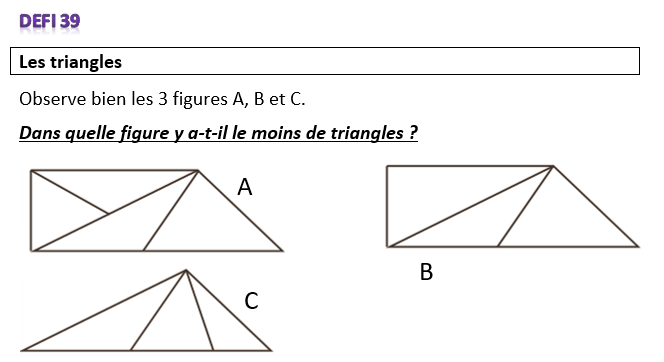 DEFI 39
Les triangles
Observe bien les 3 figures A, B et C.
Dans quelle figure y a-t-il le moins de triangles ?
A
B
C